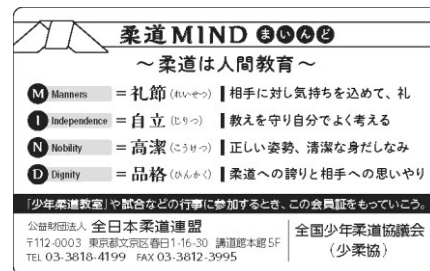 柔道MIND まいんど
～柔道は人間教育～
M Manners = 礼節(れいせつ) 相手に対し気持ちを込めて、礼
I Independence = 自立(じりつ) 教えを守り自分でよく考える
N Nobility = 高潔(こうけつ) 正しい姿勢、清潔な身だしなみ
D Dignity = 品格(ひんかく) 柔道への誇りと相手への思いやり
「少年柔道教室」や試合などの行事に参加するとき、この会員証をもっていこう。
公益財団法人 全日本柔道連盟
〒112-0003 東京都文京区春日1-16-30 講道館本館5F
TEL 03-3818-4199 FAX 03-3812-3995
全国少年柔道協議会
(少柔協)